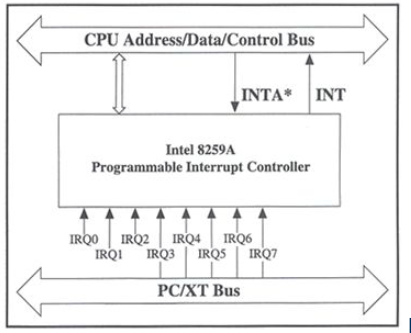 CPU Address/Data/Control Bus
INTA* INT
Intel 8259A
Programmable Interrupt Controller
IRQ0 IRQ2 IRQ4 IRQ6
IRQ1 IRQ3 IRQ5 IRQ7
PC/XT Bus